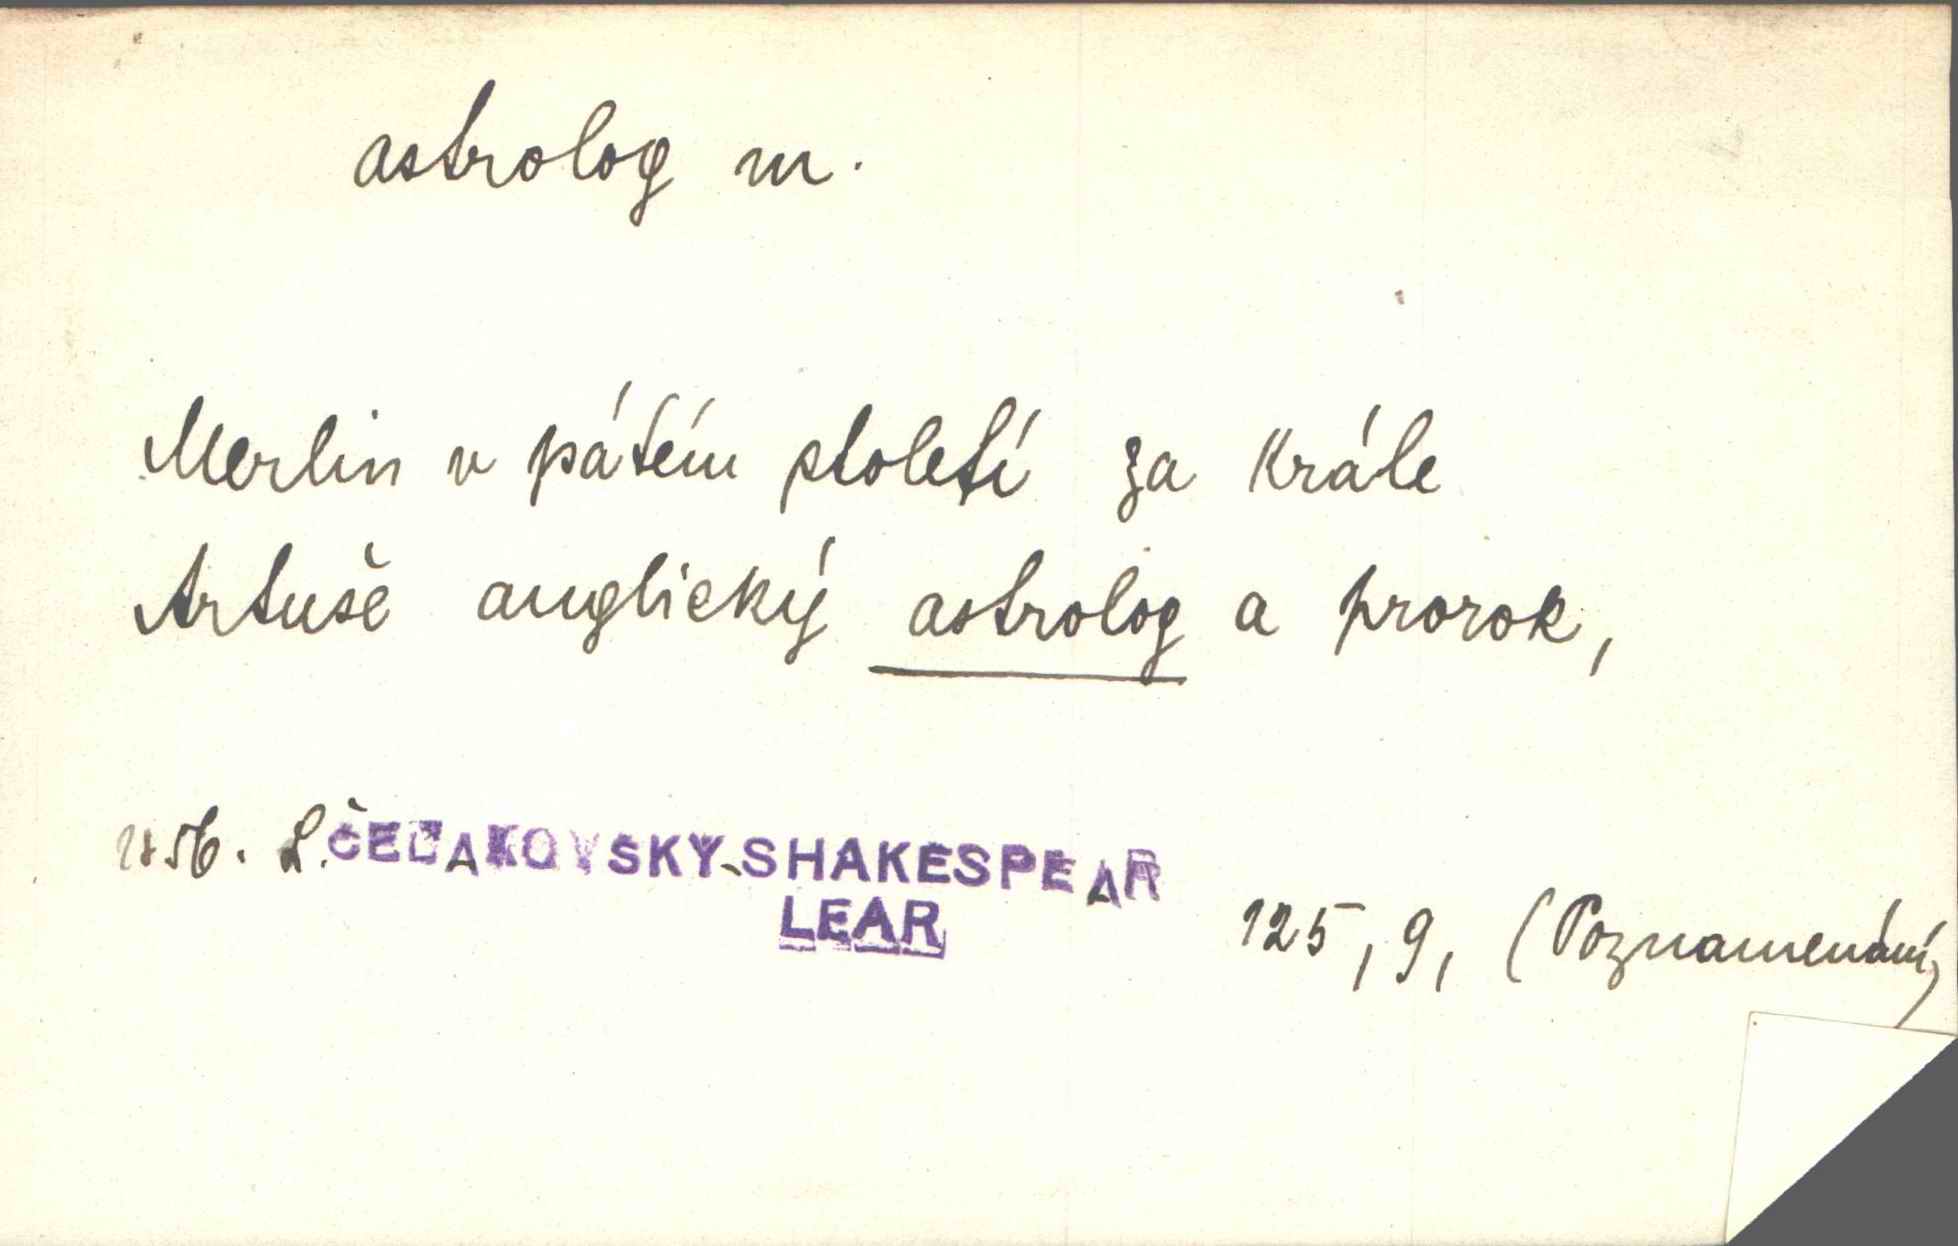 astrolog m.
Merlin v pátém století za krále
Artuše anglický astrolog a prorok,
1856. L. ČELAKOVSKY-SHAKESPEAR
LEAR
125, 9, (Poznamenání)